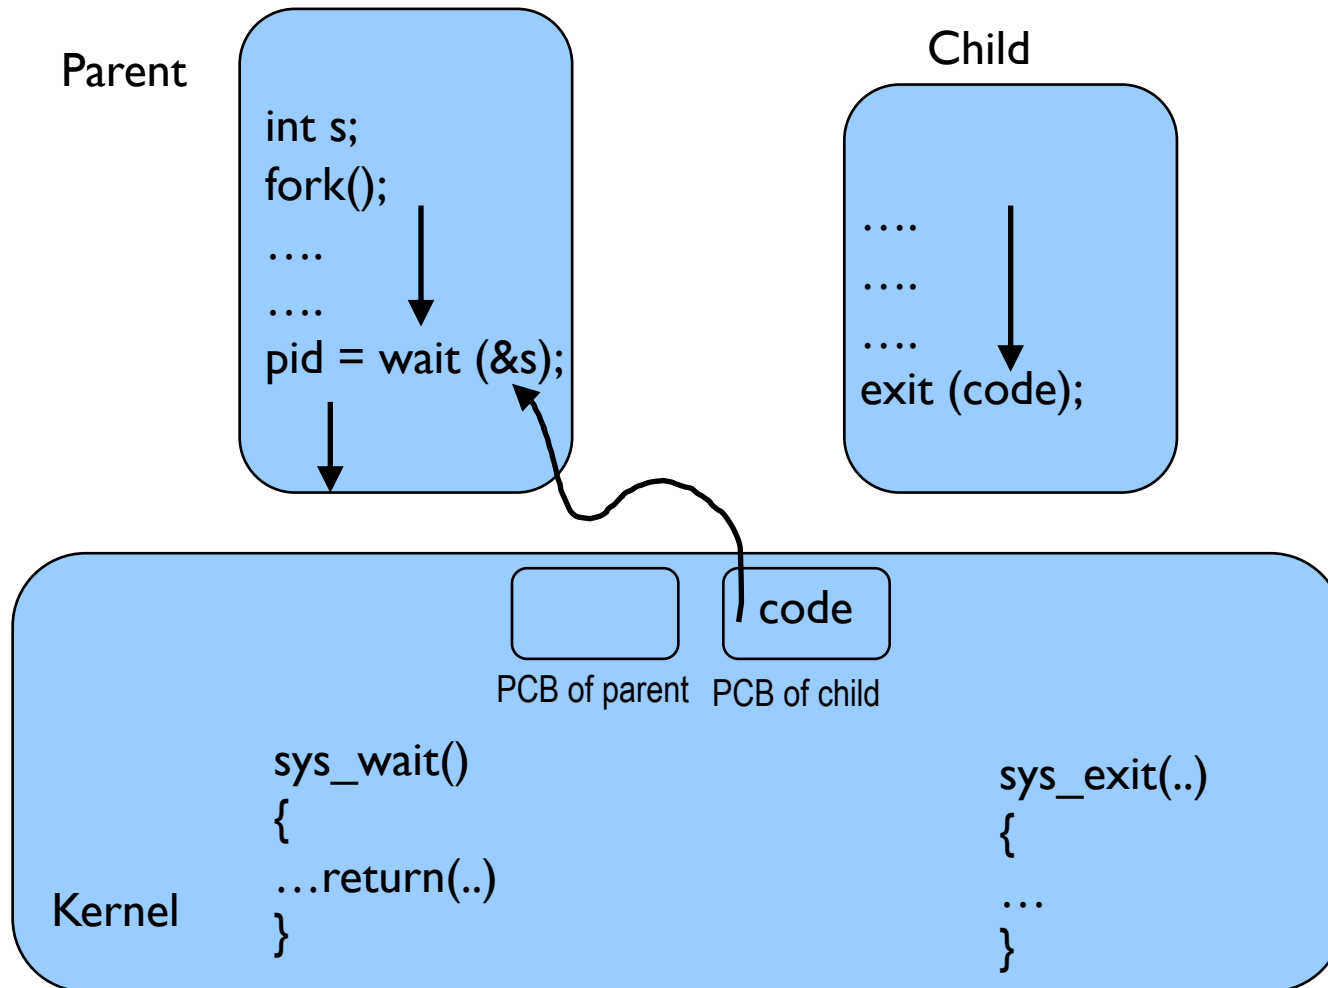 Parent
int s;
fork();
….
….
pid = wait (&s);
Child
….
….
….
exit (code);
code
PCB of parent
PCB of child
sys_wait()
{
…return(..)
}
sys_exit(..)
{
…
}
Kernel